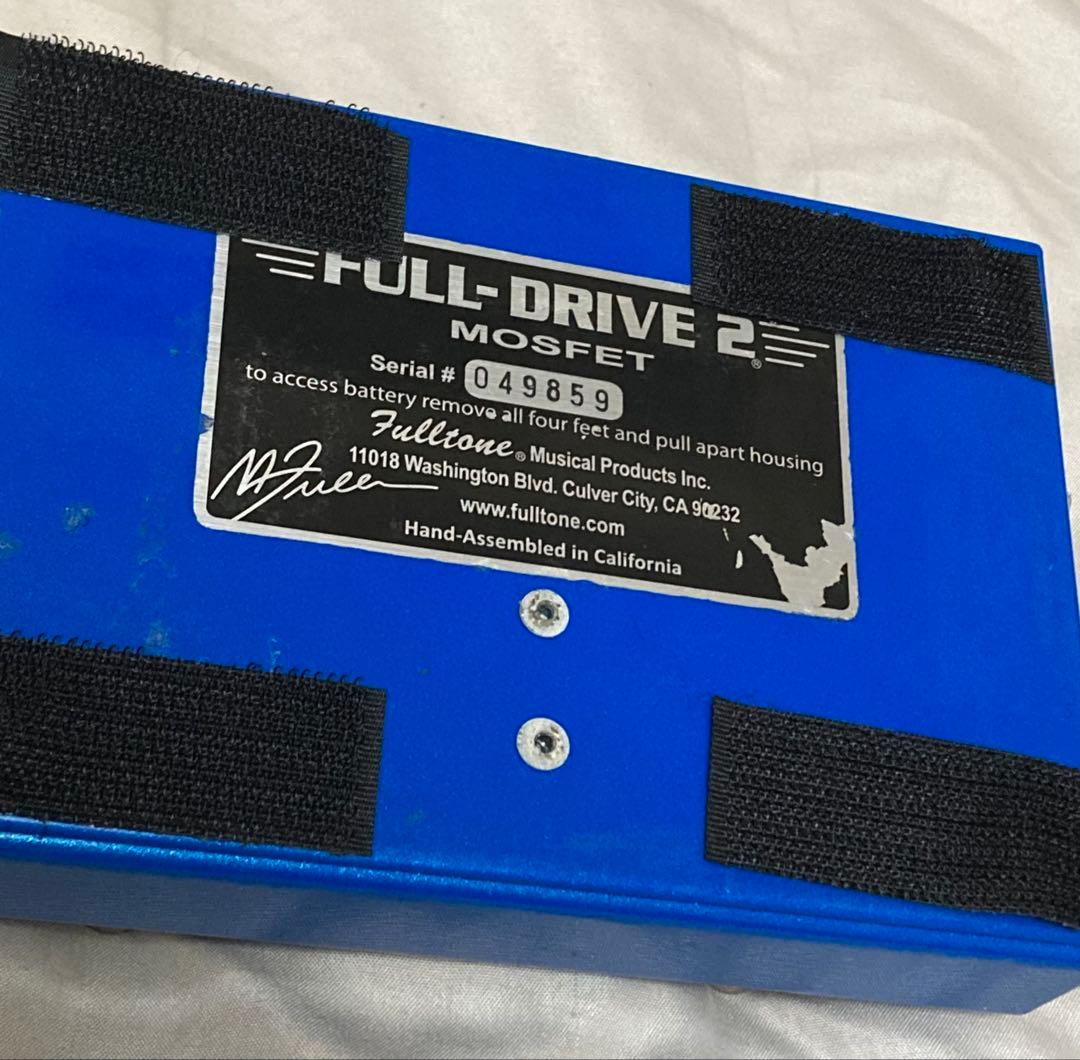 FULL-DRIVE 2®
MOSFET
Serial # 049859
to access battery remove all four feet and pull apart housing
Fulltone® Musical Products Inc.
11018 Washington Blvd. Culver City, CA 90232
www.fulltone.com
Hand-Assembled in California